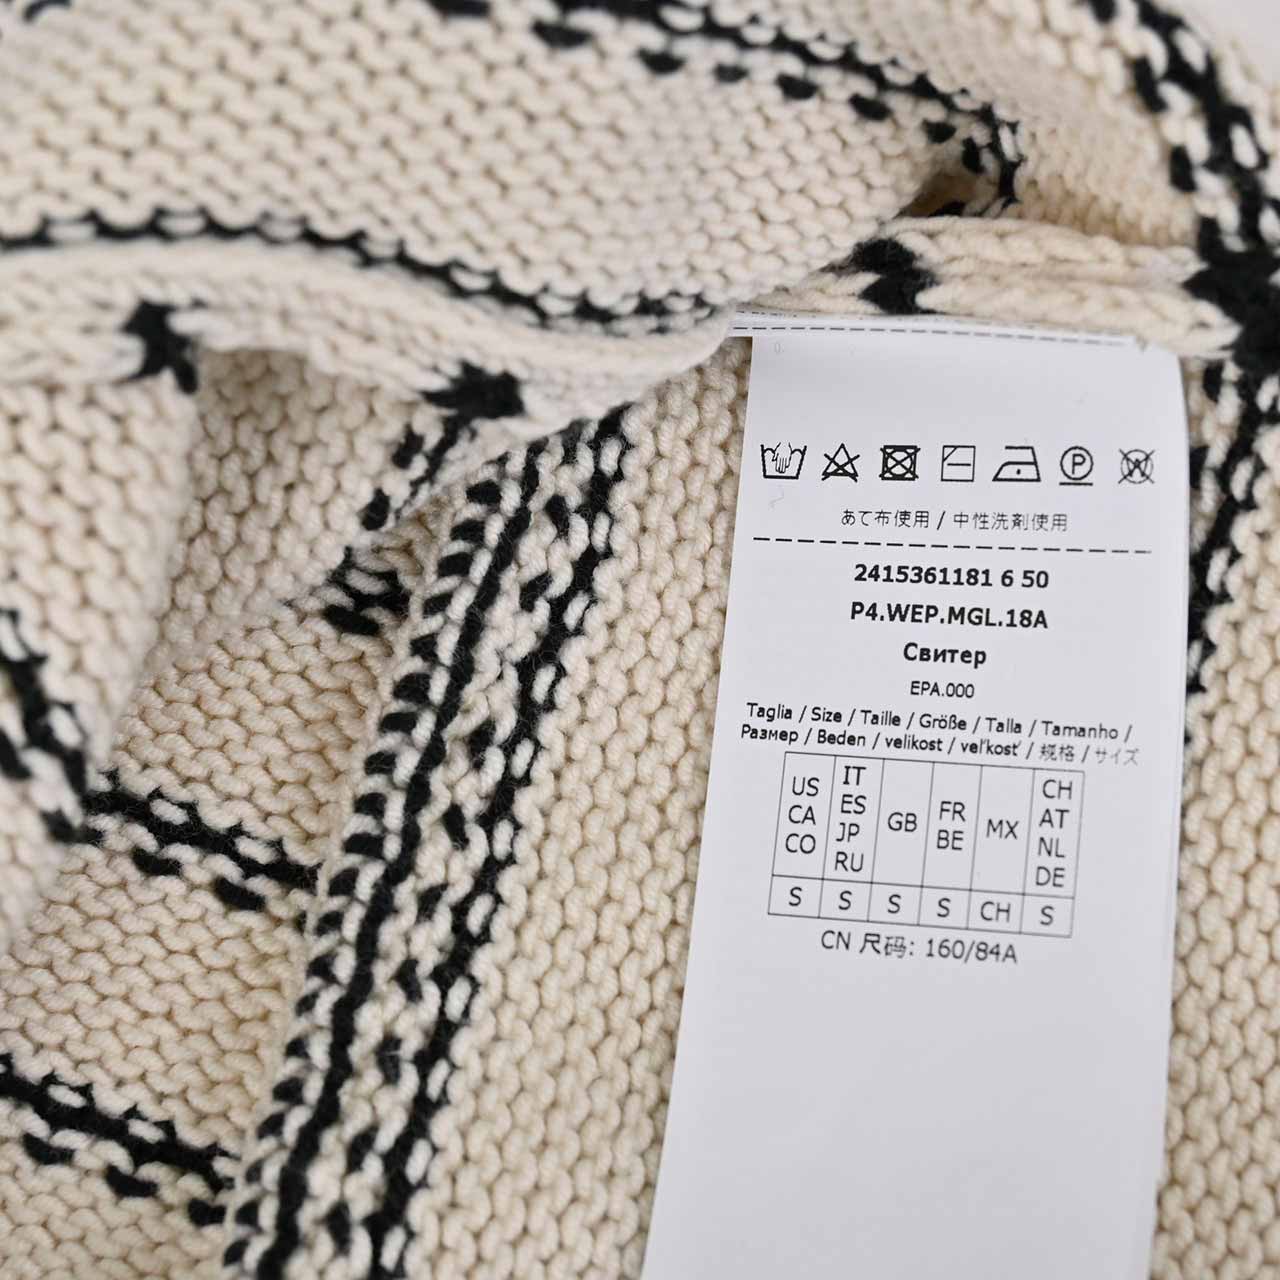 P
W
あて布使用 / 中性洗剤使用
2415361181 6 50
P4.WEP.MGL.18A
Свитер
EPA.000
Taglia / Size / Taille / Größe / Talla / Tamanho /
Размер / Beden / velikost / veľkosť / 规格 / サイズ
US CA CO
IT ES JP RU
GB
FR BE
MX
CH AT NL DE
S S S S CH S
CN 尺码: 160/84A